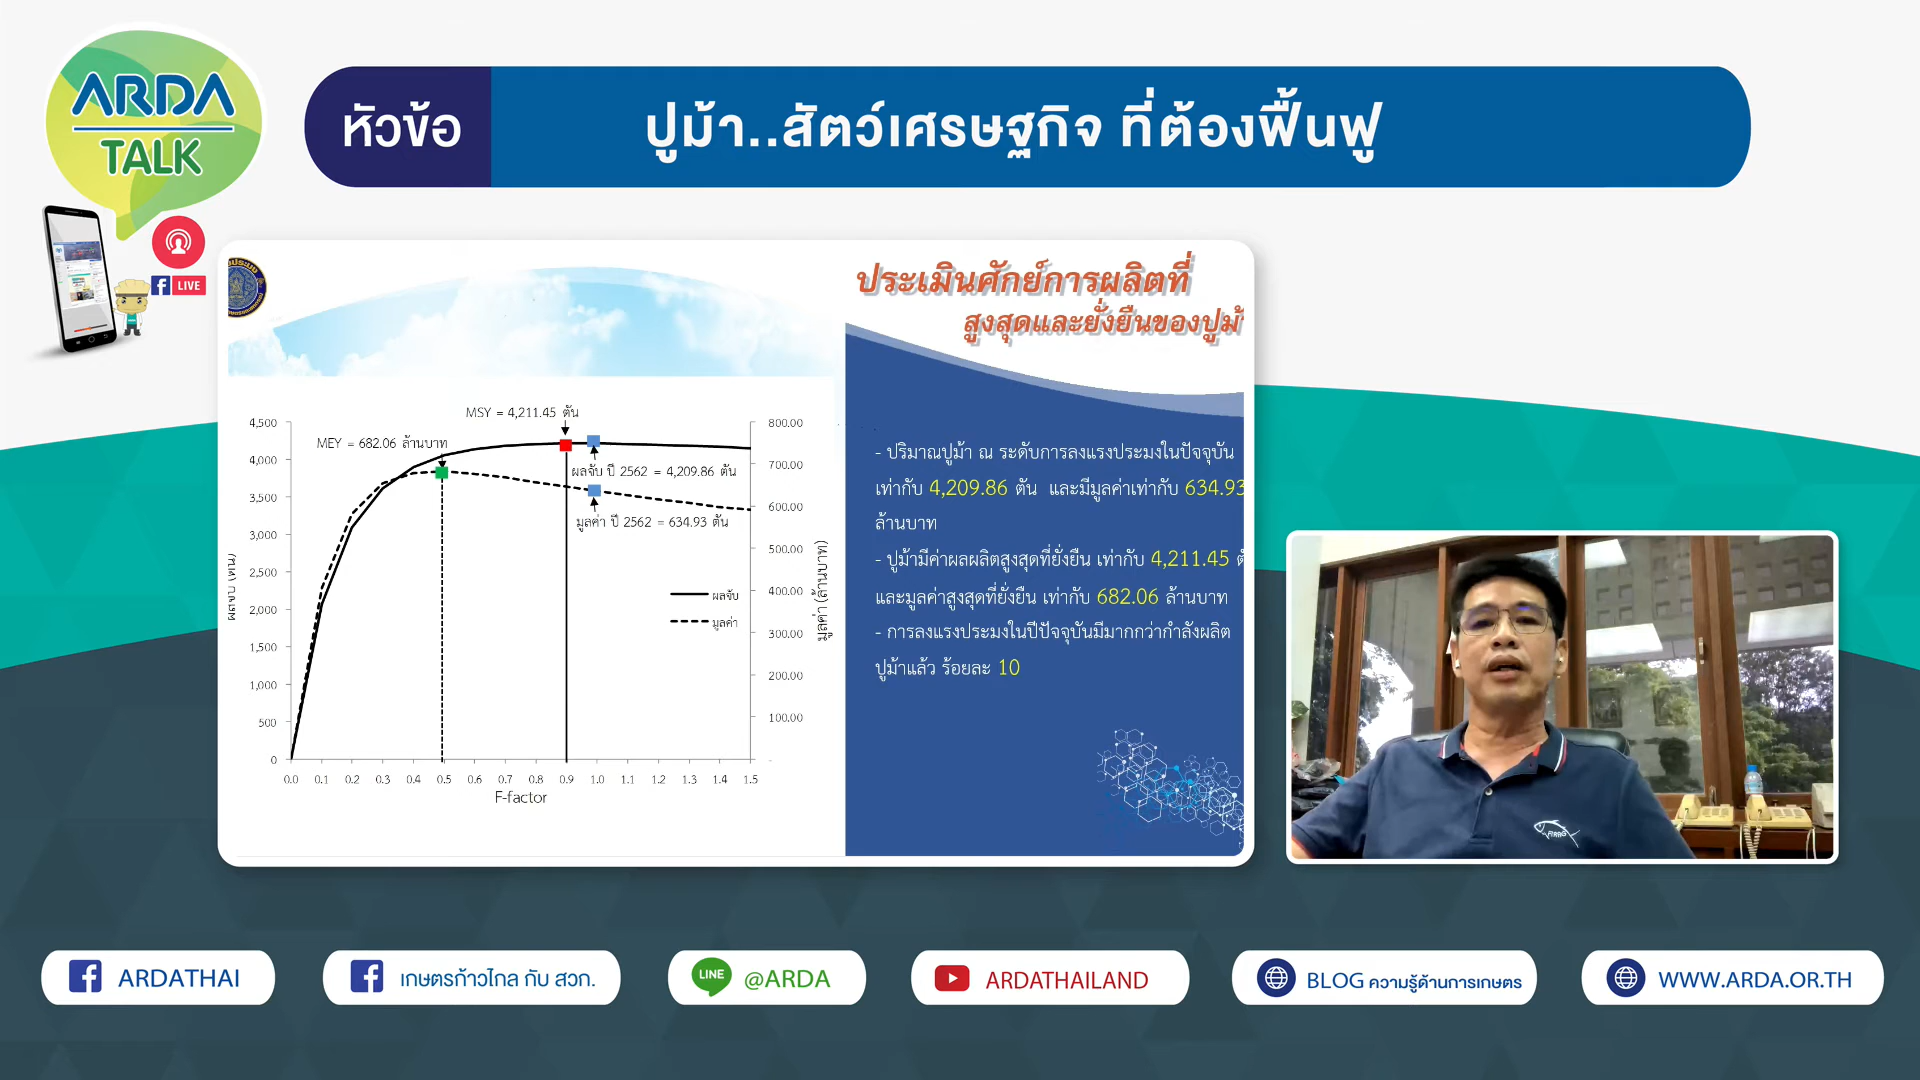 ARDA
TALK
LIVE
หัวข้อ
ปูม้า..สัตว์เศรษฐกิจ ที่ต้องฟื้นฟู
ประเมินศักย์การผลิตที่
สูงสุดและยั่งยืนของปูม้า
MSY = 4,211.45 ตัน
MEY = 682.06 ล้านบาท
ผลจับ ปี 2562 = 4,209.86 ตัน
มูลค่า ปี 2562 = 634.93 ตัน
4,500
4,000
3,500
3,000
2,500
2,000
1,500
1,000
500
0
800.00
700.00
600.00
500.00
400.00
300.00
200.00
100.00
-
ผลจับ (ตัน)
มูลค่า (ล้านบาท)
ผลจับ
มูลค่า
0.0 0.1 0.2 0.3 0.4 0.5 0.6 0.7 0.8 0.9 1.0 1.1 1.2 1.3 1.4 1.5
F-factor
- ปริมาณปูม้า ณ ระดับการลงแรงประมงในปัจจุบัน
เท่ากับ 4,209.86 ตัน และมีมูลค่าเท่ากับ 634.93
ล้านบาท
- ปูม้ามีค่าผลผลิตสูงสุดที่ยั่งยืน เท่ากับ 4,211.45
และมูลค่าสูงสุดที่ยั่งยืน เท่ากับ 682.06 ล้านบาท
- การลงแรงประมงในปีปัจจุบันมีมากกว่ากำลังผลิต
ปูม้าแล้ว ร้อยละ 10
ARDATHAI
เกษตรก้าวไกล กับ สวก.
LINE
@ARDA
ARDATHAILAND
BLOG ความรู้ด้านการเกษตร
WWW.ARDA.OR.TH